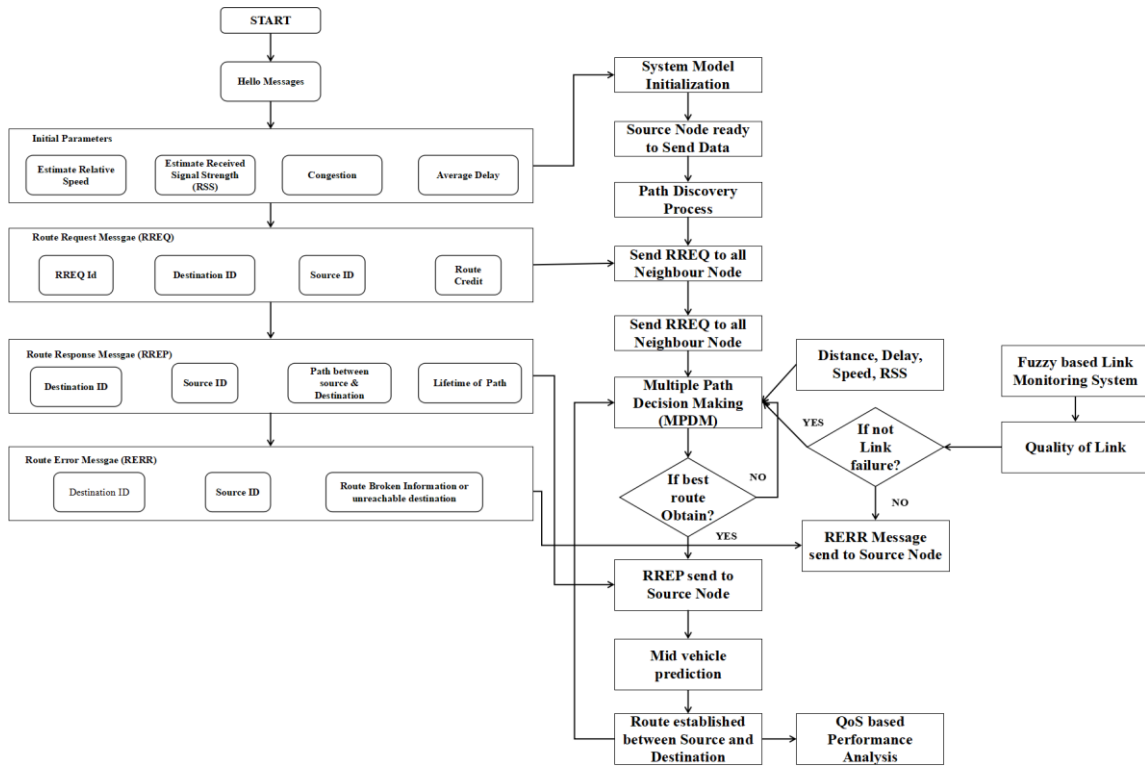 START
Hello Messages
Initial Parameters
Estimate Relative
Speed
Estimate Received
Signal Strength
(RSS)
Congestion
Average Delay
Route Request Messgae (RREQ)
RREQ Id
Destination ID
Source ID
Route
Credit
Route Response Messgae (RREP)
Destination ID
Source ID
Path between
source &
Destination
Lifetime of Path
Route Error Messgae (RERR)
Destination ID
Source ID
Route Broken Information or
unreachable destination
System Model
Initialization
Source Node ready
to Send Data
Path Discovery
Process
Send RREQ to all
Neighbour Node
Send RREQ to all
Neighbour Node
Multiple Path
Decision Making
(MPDM)
If best
route
Obtain?
NO
YES
RREP send to
Source Node
Mid vehicle
prediction
Route established
between Source and
Destination
QoS based
Performance
Analysis
Distance, Delay,
Speed, RSS
Fuzzy based Link
Monitoring System
Quality of Link
If not
Link
failure?
YES
NO
RERR Message
send to Source Node